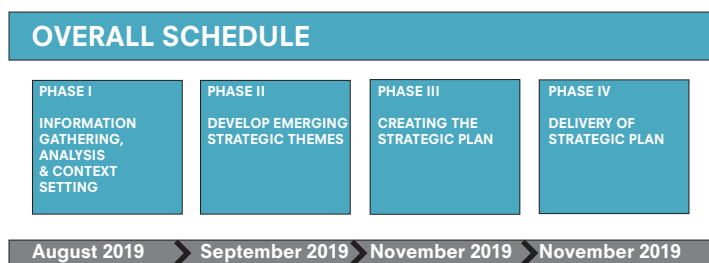 OVERALL SCHEDULE
PHASE I
INFORMATION
GATHERING,
ANALYSIS
& CONTEXT
SETTING
PHASE II
DEVELOP EMERGING
STRATEGIC THEMES
PHASE III
CREATING THE
STRATEGIC PLAN
PHASE IV
DELIVERY OF
STRATEGIC PLAN
August 2019
September 2019
November 2019
November 2019